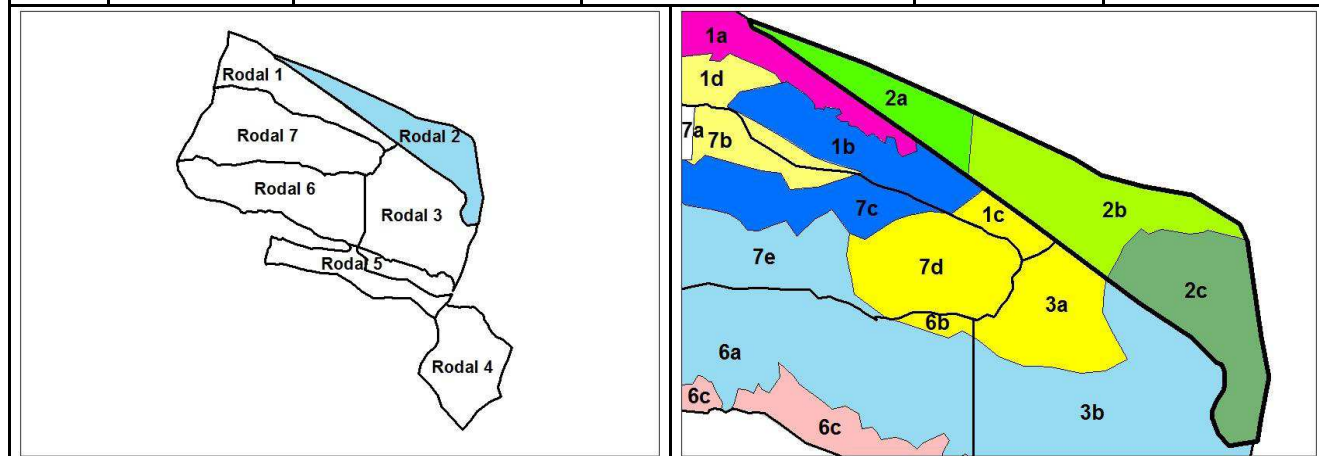 Rodal 1
Rodal 2
Rodal 7
Rodal 6
Rodal 3
Rodal 5
Rodal 4
1a
1d
2a
7a
7b
1b
2b
7c
1c
7e
7d
2c
3a
6b
6a
6c
3b
6c